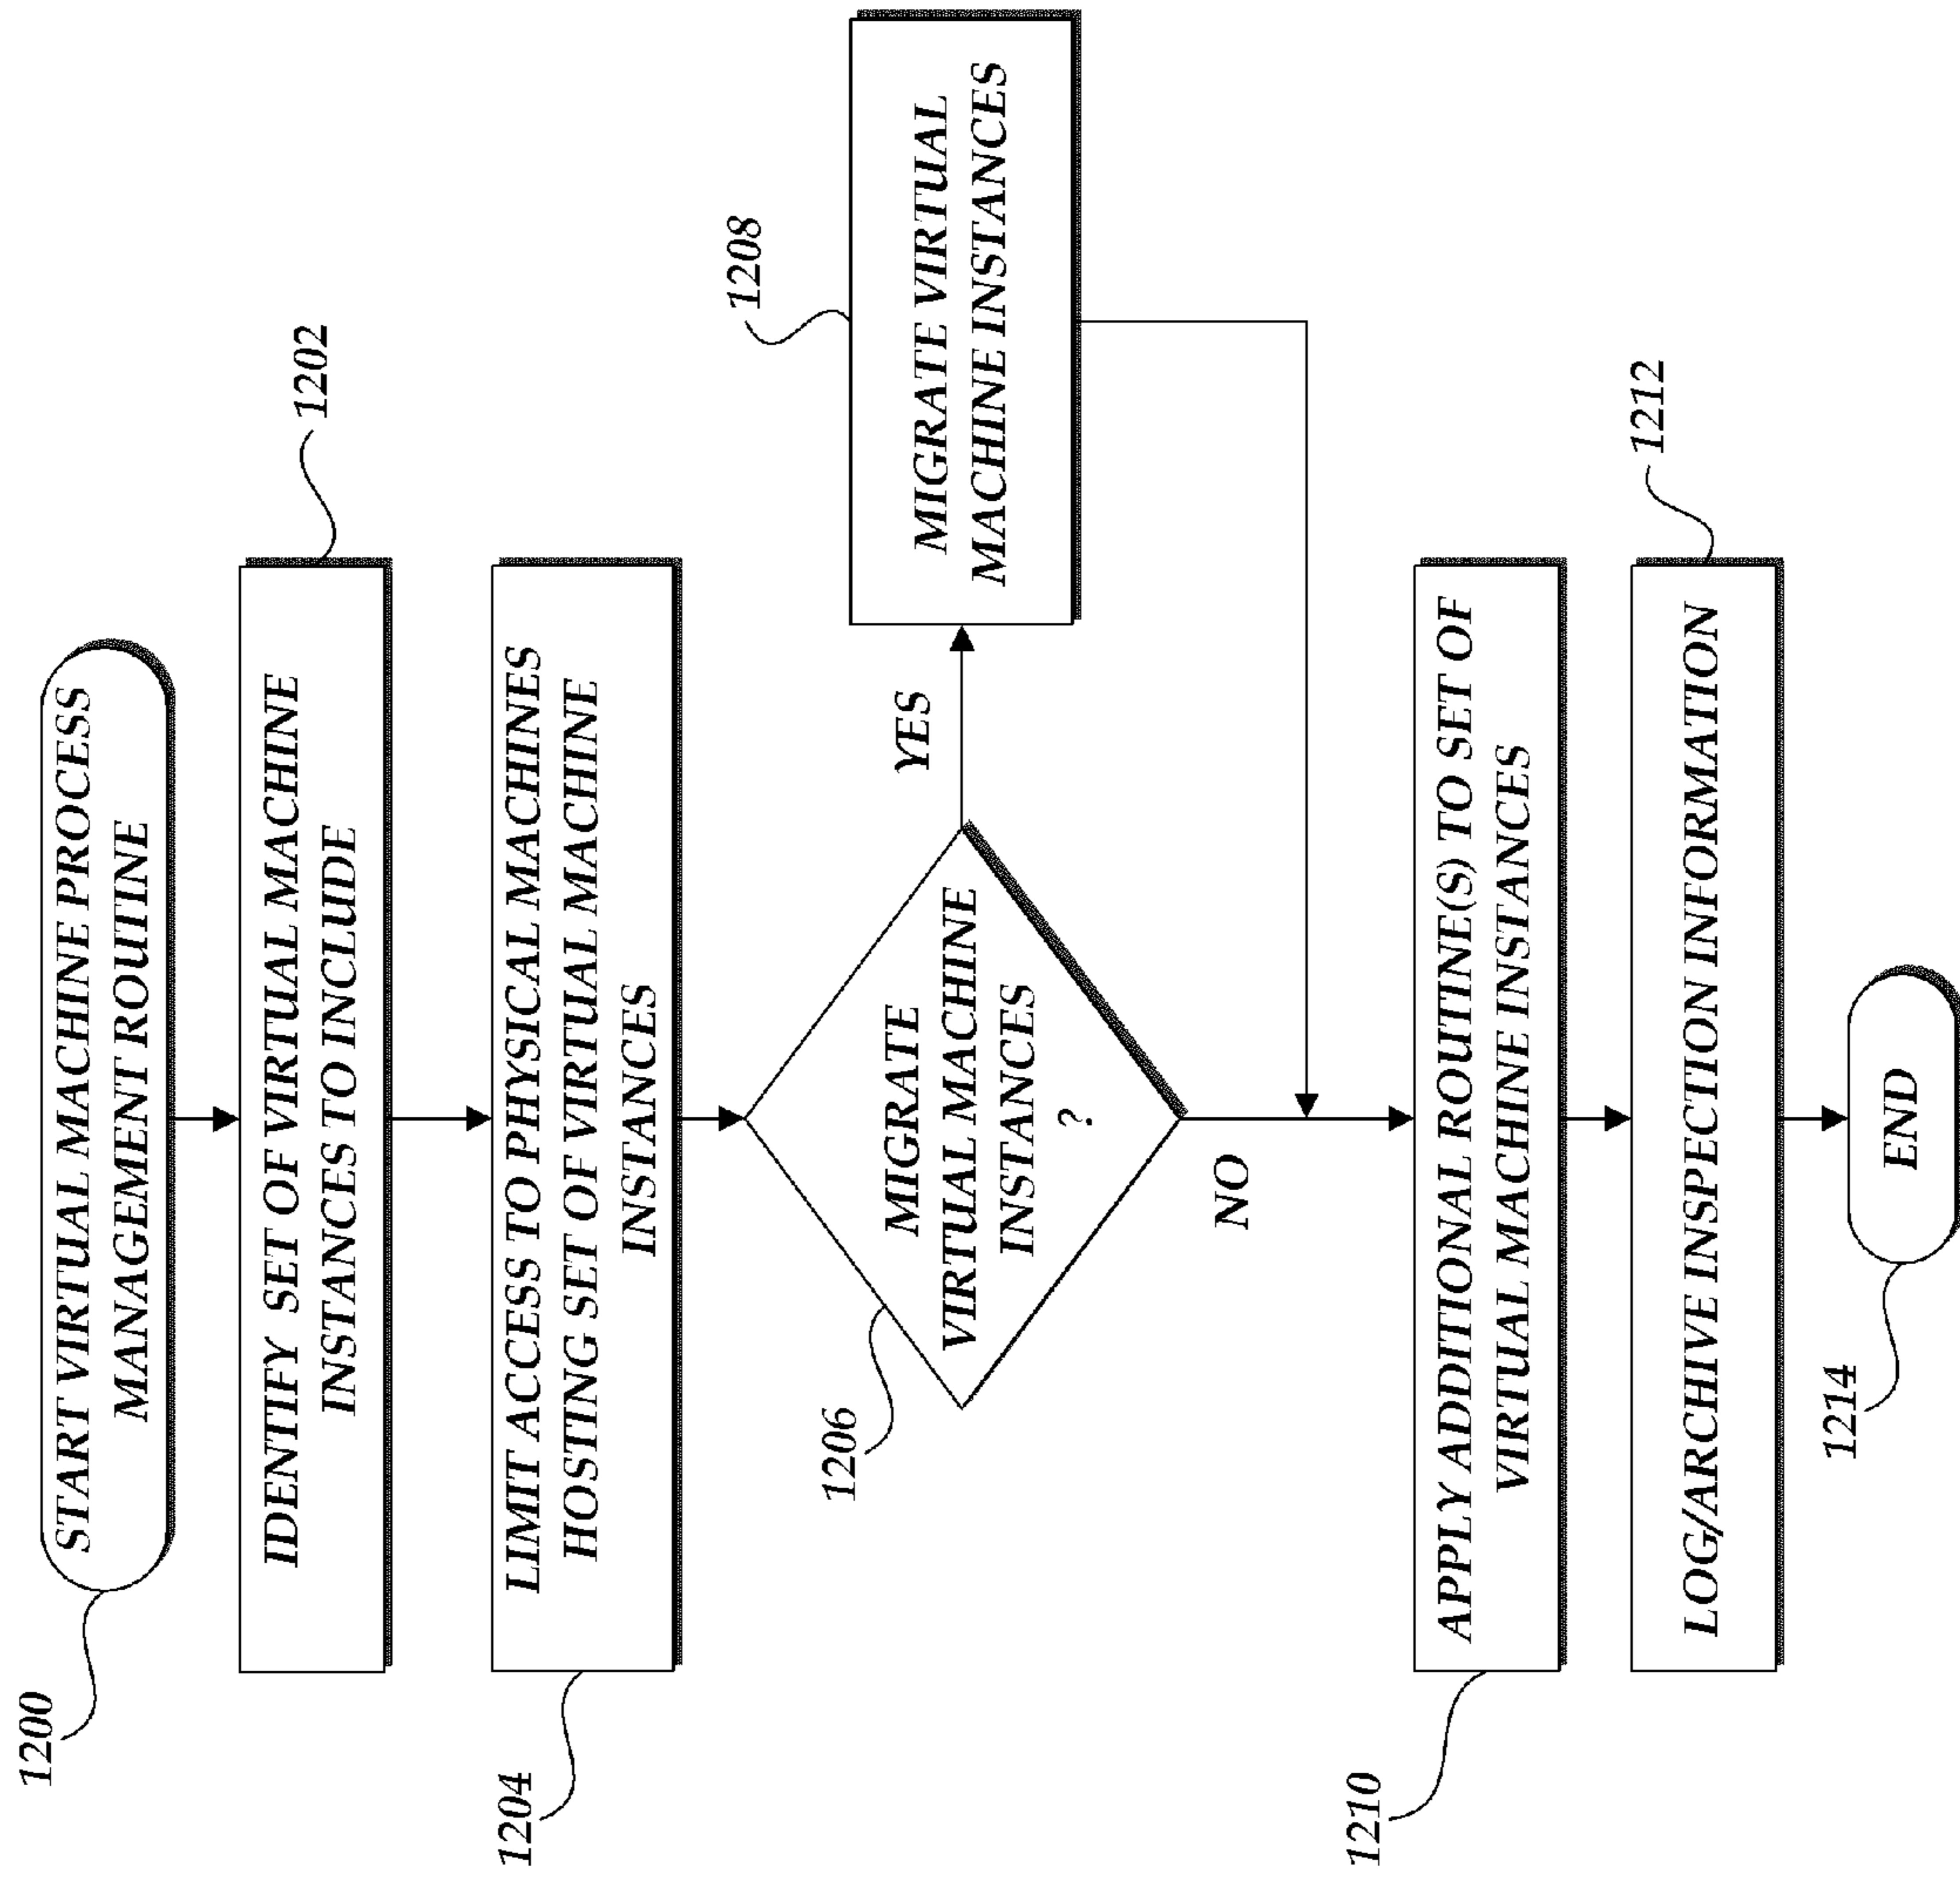 1200
START VIRTUAL MACHINE PROCESS
MANAGEMENT ROUTINE
1202
IDENTIFY SET OF VIRTUAL MACHINE
INSTANCES TO INCLUDE
1204
LIMIT ACCESS TO PHYSICAL MACHINES
HOSTING SET OF VIRTUAL MACHINE
INSTANCES
1206
MIGRATE
VIRTUAL MACHINE
INSTANCES
?
YES
1208
MIGRATE VIRTUAL
MACHINE INSTANCES
NO
1210
APPLY ADDITIONAL ROUTINE(S) TO SET OF
VIRTUAL MACHINE INSTANCES
1212
LOG/ARCHIVE INSPECTION INFORMATION
1214
END